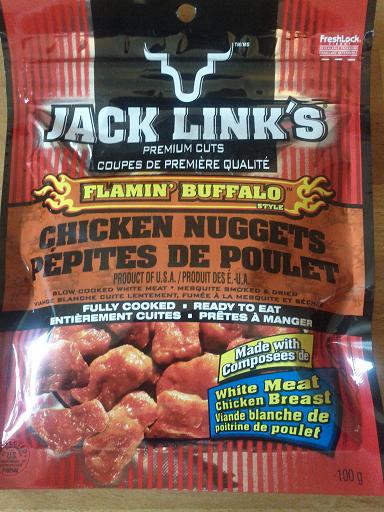 FreshLock
TM/MS
JACK LINK'S
PREMIUM CUTS
COUPES DE PREMIÈRE QUALITÉ
FLAMIN' BUFFALO™
STYLE
CHICKEN NUGGETS
PÉPITES DE POULET
PRODUCT OF U.S.A. / PRODUIT DES É.-U.A.
SLOW COOKED WHITE MEAT • MESQUITE SMOKED & DRIED
VIANDE BLANCHE CUITE LENTEMENT, FUMÉE À LA MESQUITE ET SÉCHÉE
FULLY COOKED ▪ READY TO EAT
ENTIÈREMENT CUITES ▪ PRÊTES À MANGER
Made with
Composées de
White Meat
Chicken Breast
Viande blanche de
poitrine de poulet
U.S.
100 g